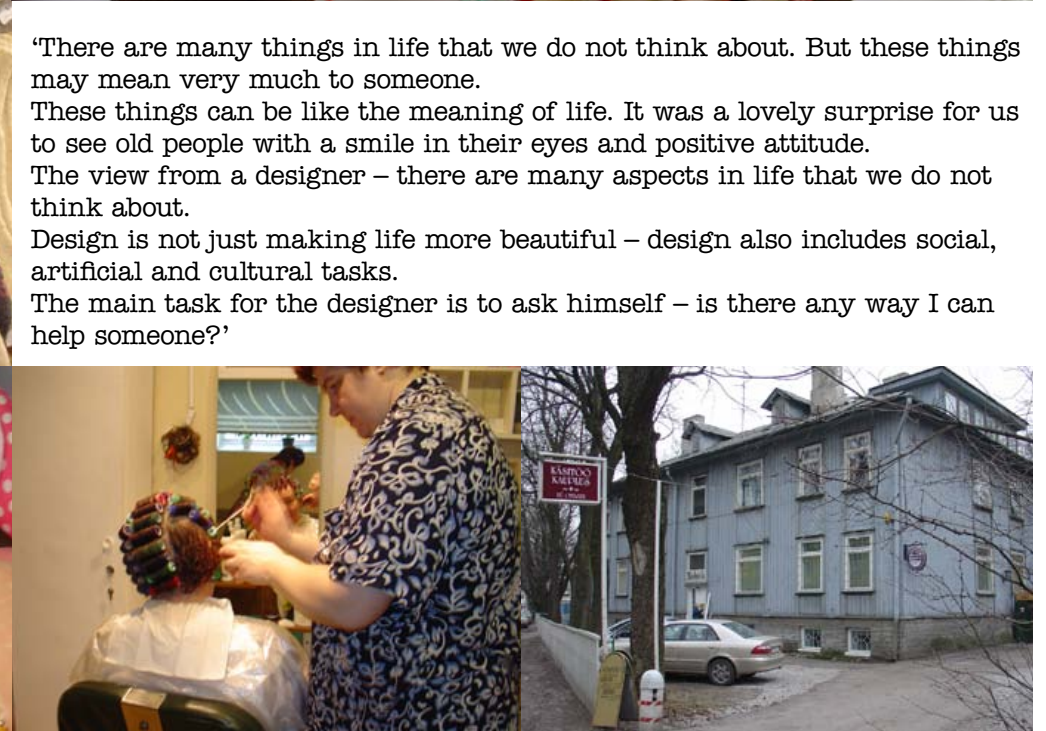 ‘There are many things in life that we do not think about. But these things
may mean very much to someone.
These things can be like the meaning of life. It was a lovely surprise for us
to see old people with a smile in their eyes and positive attitude.
The view from a designer – there are many aspects in life that we do not
think about.
Design is not just making life more beautiful – design also includes social,
artificial and cultural tasks.
The main task for the designer is to ask himself – is there any way I can
help someone?’
KÄSITÖÖ
KAUPLUS